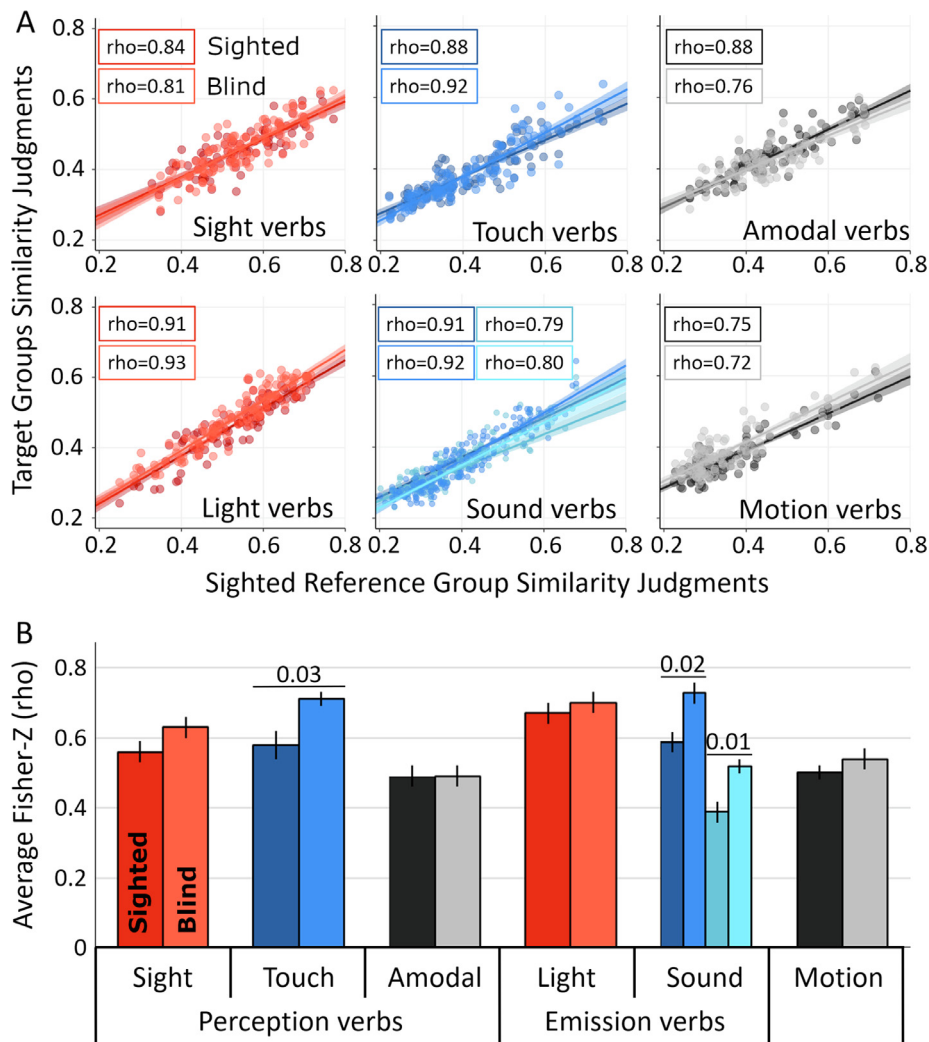 A
rho=0.84 Sighted
rho=0.81 Blind
Sight verbs
rho=0.88
rho=0.92
Touch verbs
rho=0.88
rho=0.76
Amodal verbs
0.8
0.6
0.4
0.2
0.2 0.4 0.6 0.8
0.2 0.4 0.6 0.8
0.2 0.4 0.6 0.8
Target Groups Similarity Judgments
rho=0.91
rho=0.93
Light verbs
rho=0.91 rho=0.79
rho=0.92 rho=0.80
Sound verbs
rho=0.75
rho=0.72
Motion verbs
0.8
0.6
0.4
0.2
0.2 0.4 0.6 0.8
0.2 0.4 0.6 0.8
0.2 0.4 0.6 0.8
Sighted Reference Group Similarity Judgments
B
Average Fisher-Z (rho)
0.8
0.6
0.4
0.2
0
0.03
0.02
0.01
Sighted
Blind
Sight Touch Amodal Light Sound Motion
Perception verbs Emission verbs